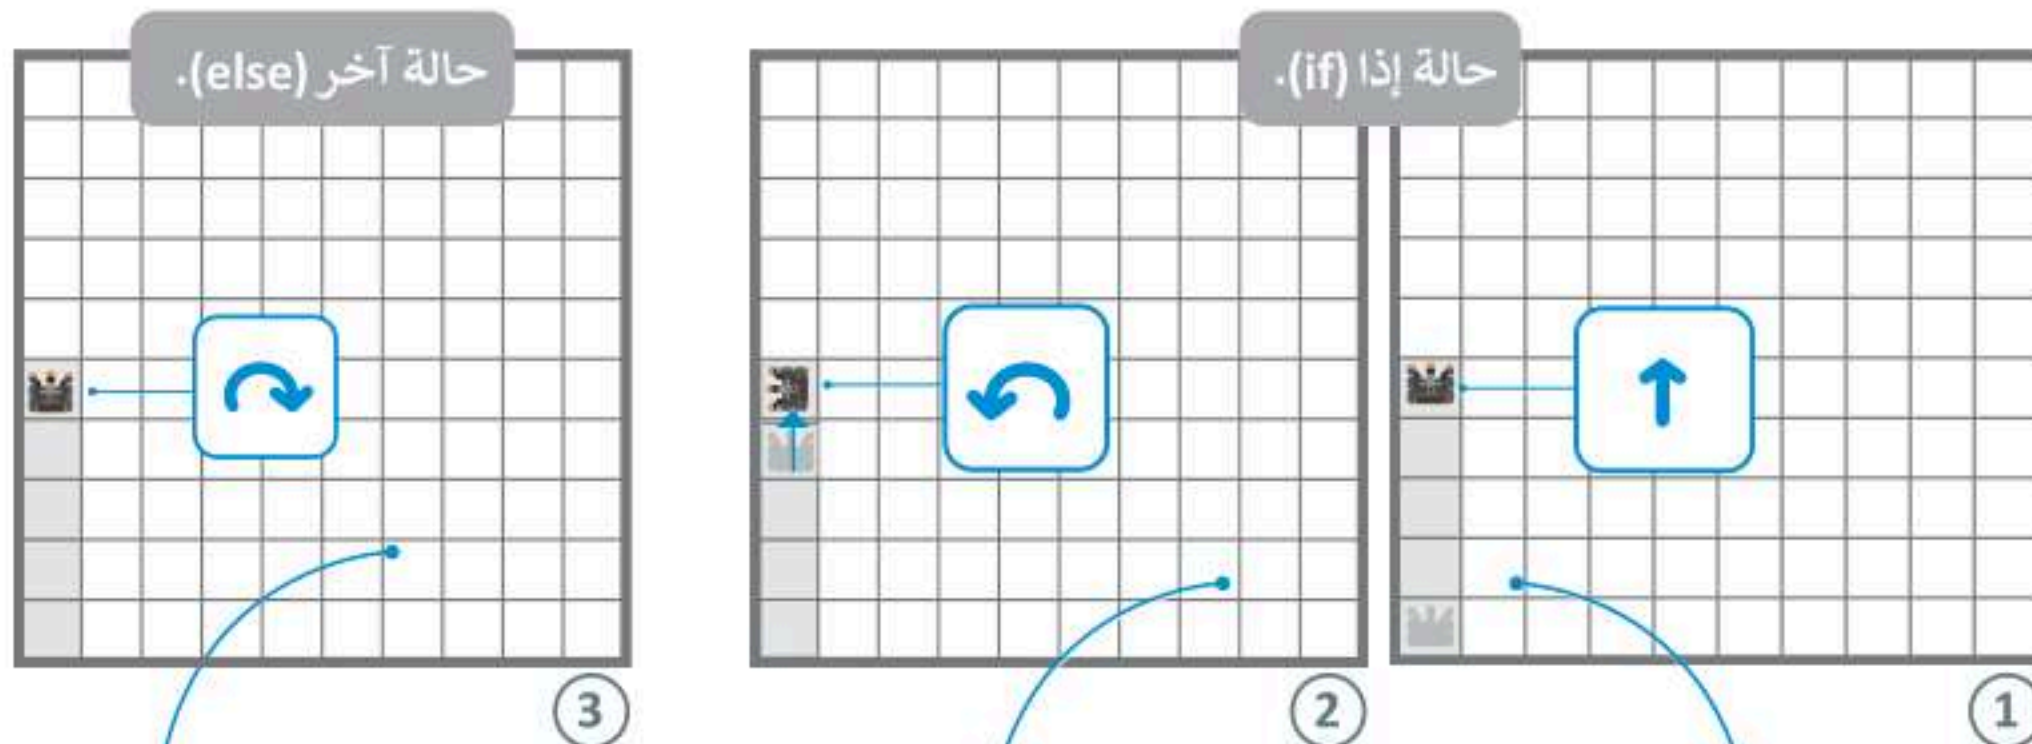 حالة إذا (if).
حالة آخر (else).
1
2
3